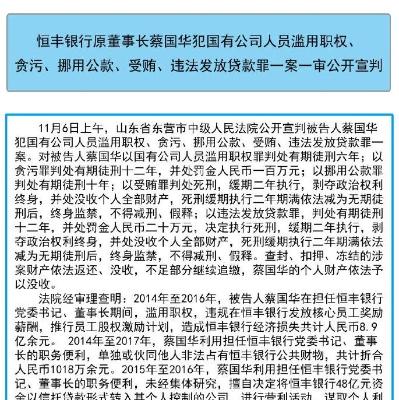 恒丰银行原董事长蔡国华犯国有公司人员滥用职权、
贪污、挪用公款、受贿、违法发放贷款罪一案一审公开宣判
11月6日上午，山东省东营市中级人民法院公开宣判被告人蔡国华
犯国有公司人员滥用职权、贪污、挪用公款、受贿、违法发放贷款罪一
案。对被告人蔡国华以国有公司人员滥用职权罪判处有期徒刑六年；以
贪污罪判处有期徒刑十二年，并处罚金人民币一百万元；以挪用公款罪
判处有期徒刑十年；以受贿罪判处死刑，缓期二年执行，剥夺政治权利
终身，并处没收个人全部财产，死刑缓期执行二年期满依法减为无期徒
刑后，终身监禁，不得减刑、假释；以违法发放贷款罪，判处有期徒刑
十二年，并处罚金人民币二十万元，决定执行死刑，缓期二年执行，剥
夺政治权利终身，并处没收个人全部财产，死刑缓期执行二年期满依法
减为无期徒刑后，终身监禁，不得减刑、假释。查封、扣押、冻结的涉
案财产依法返还、没收，不足部分继续追缴，蔡国华的个人财产依法予
以没收。
法院经审理查明：2014年至2016年，被告人蔡国华在担任恒丰银行
党委书记、董事长期间，滥用职权，违规在恒丰银行发放核心员工奖励
薪酬，推行员工股权激励计划，造成恒丰银行经济损失共计人民币8.9
亿余元。2014年至2017年，蔡国华利用担任恒丰银行党委书记、董事
长的职务便利，单独或伙同他人非法占有恒丰银行公共财物，共计折合
人民币1018万余元。2015年至2016年，蔡国华利用担任恒丰银行党委书
记、董事长的职务便利，未经集体研究，擅自决定将恒丰银行48亿元资
金以信托贷款形式转入其个人控制的公司，进行营利活动，谋取个人利